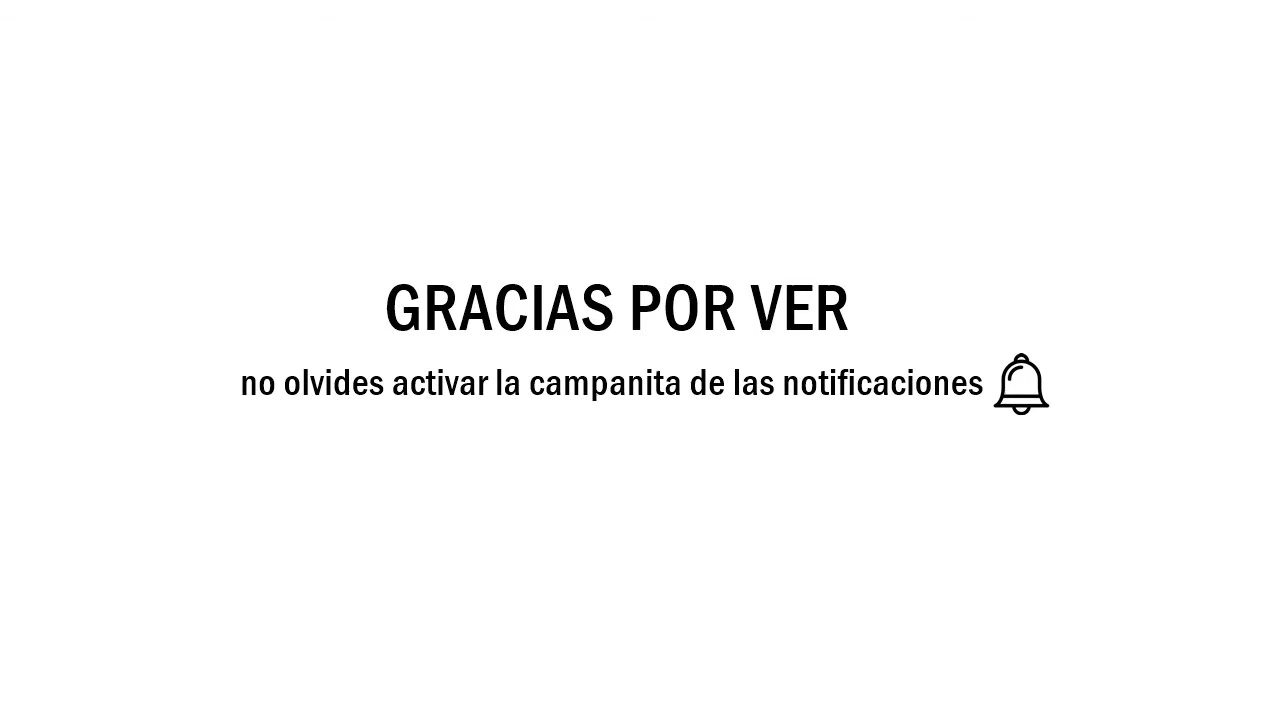 GRACIAS POR VER
no olvides activar la campanita de las notificaciones